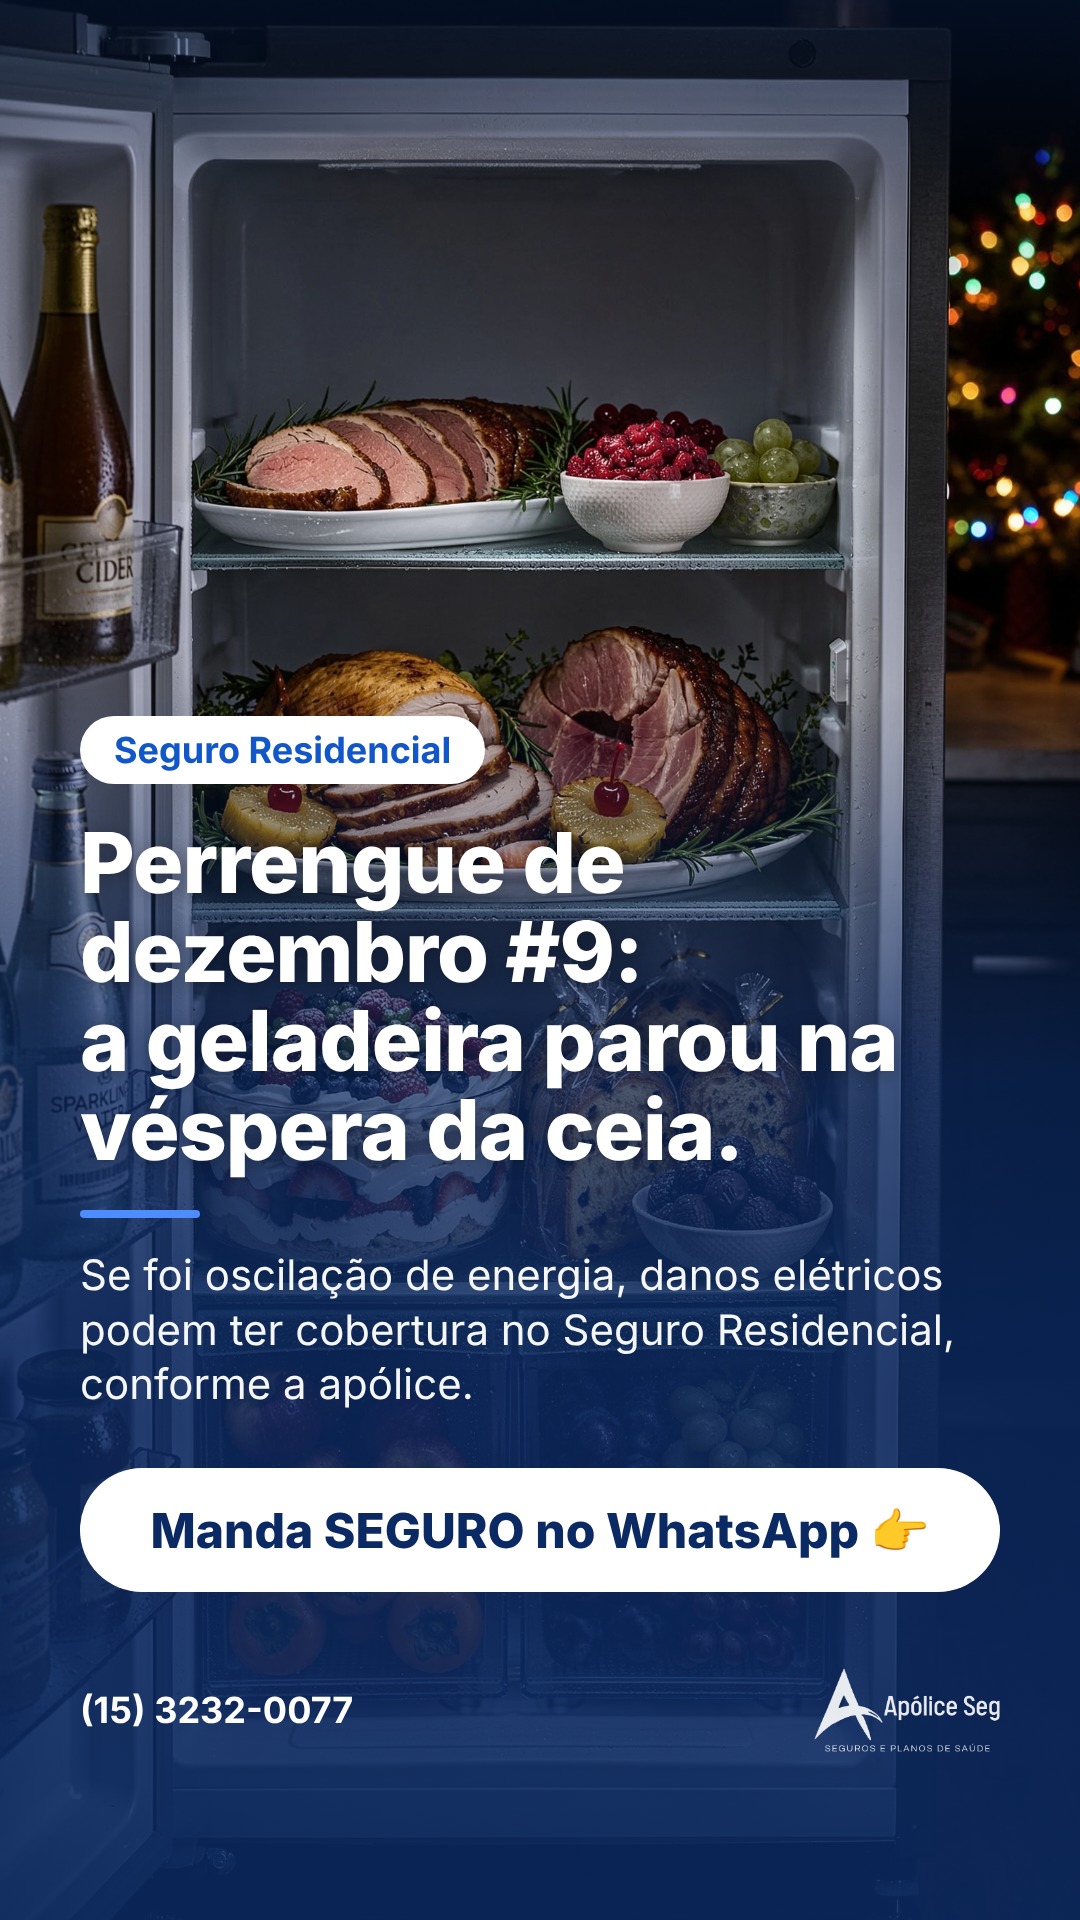 CIDER
Seguro Residencial
Perrengue de
dezembro #9:
a geladeira parou na
véspera da ceia.
SPARKLING
WATER
Se foi oscilação de energia, danos elétricos
podem ter cobertura no Seguro Residencial,
conforme a apólice.
Manda SEGURO no WhatsApp 👉
(15) 3232-0077
Apólice Seg
SEGUROS E PLANOS DE SAÚDE